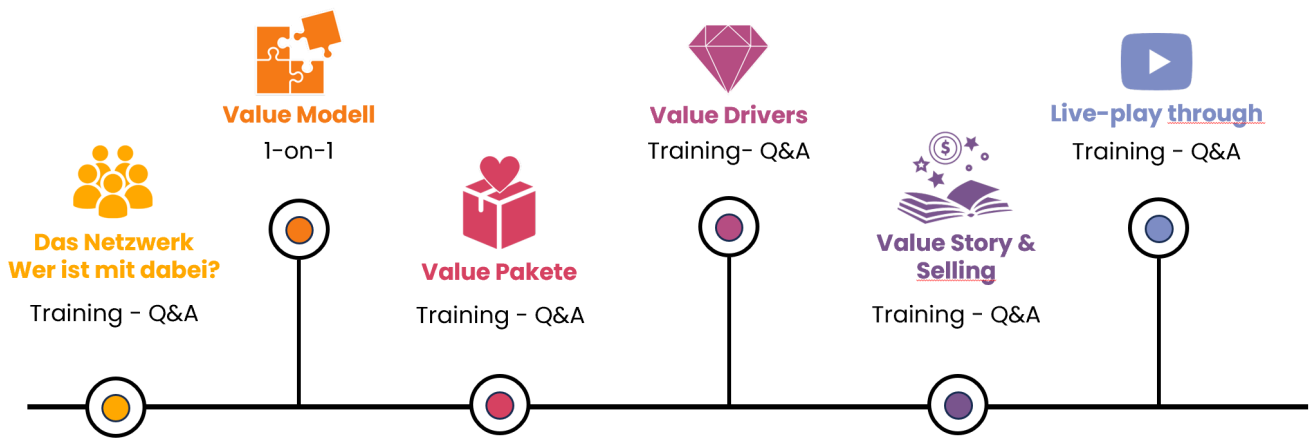 Das Netzwerk
Wer ist mit dabei?
Training - Q&A
Value Modell
1-on-1
Value Pakete
Training - Q&A
Value Drivers
Training- Q&A
$
Value Story &
Selling
Training - Q&A
Live-play through
Training - Q&A